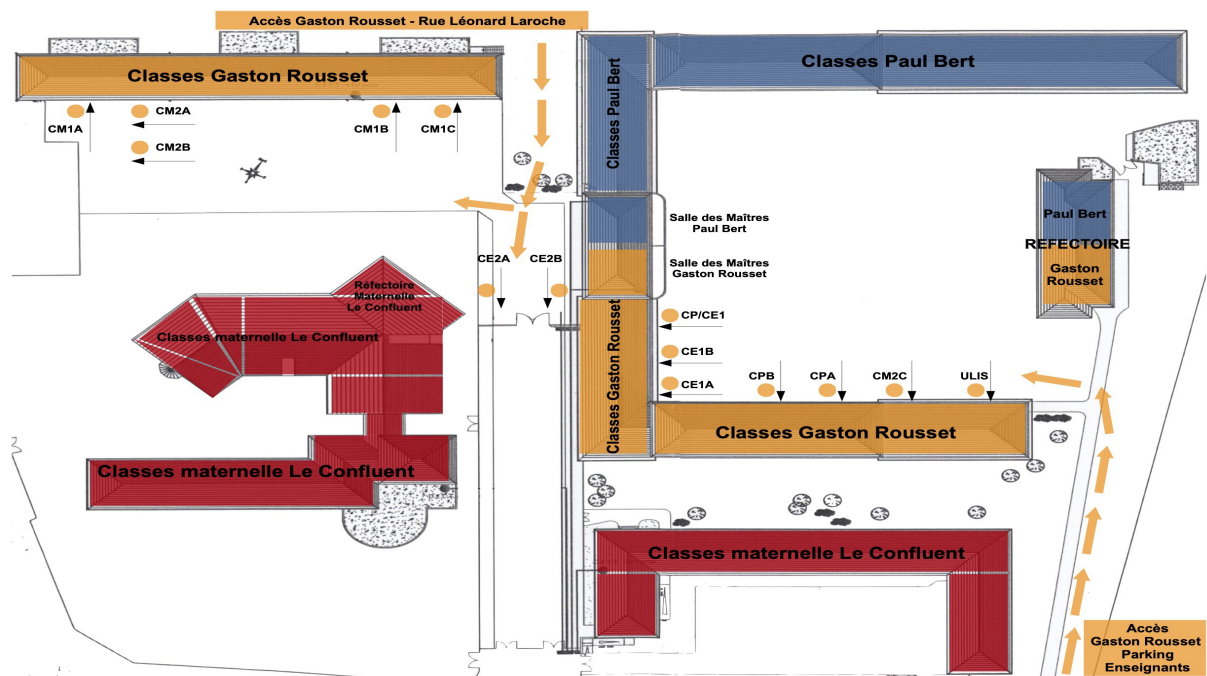 Accès Gaston Rousset - Rue Léonard Laroche
Classes Gaston Rousset
Classes Paul Bert
Classes Paul Bert
CM1A
CM2A
CM2B
CM1B
CM1C
Salle des Maîtres
Paul Bert
Salle des Maîtres
Gaston Rousset
Paul Bert
REFECTOIRE
Gaston
Rousset
CE2A
CE2B
Réfectoire
Maternelle
Le Confluent
Classes maternelle Le Confluent
Classes Gaston Rousset
CP/CE1
CE1B
CE1A
CPB
CPA
CM2C
ULIS
Classes Gaston Rousset
Classes maternelle Le Confluent
Classes maternelle Le Confluent
Accès
Gaston Rousset
Parking
Enseignants